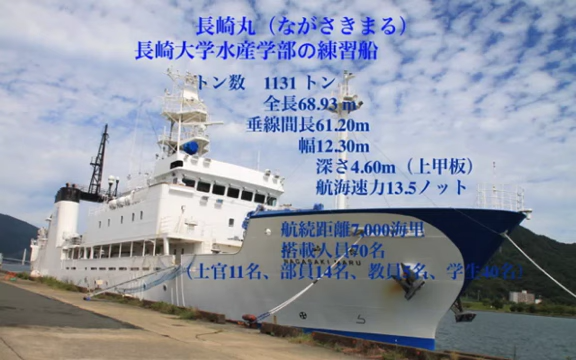 長崎丸（ながさきまる）
長崎大学水産学部の練習船
トン数　1131 トン
全長68.93 m
垂線間長61.20m
幅12.30m
深さ4.60m（上甲板）
航海速力13.5ノット
航続距離7,000海里
搭載人員70名
NAGASAKI MARU
（士官11名、部員14名、教員5名、学生40名）